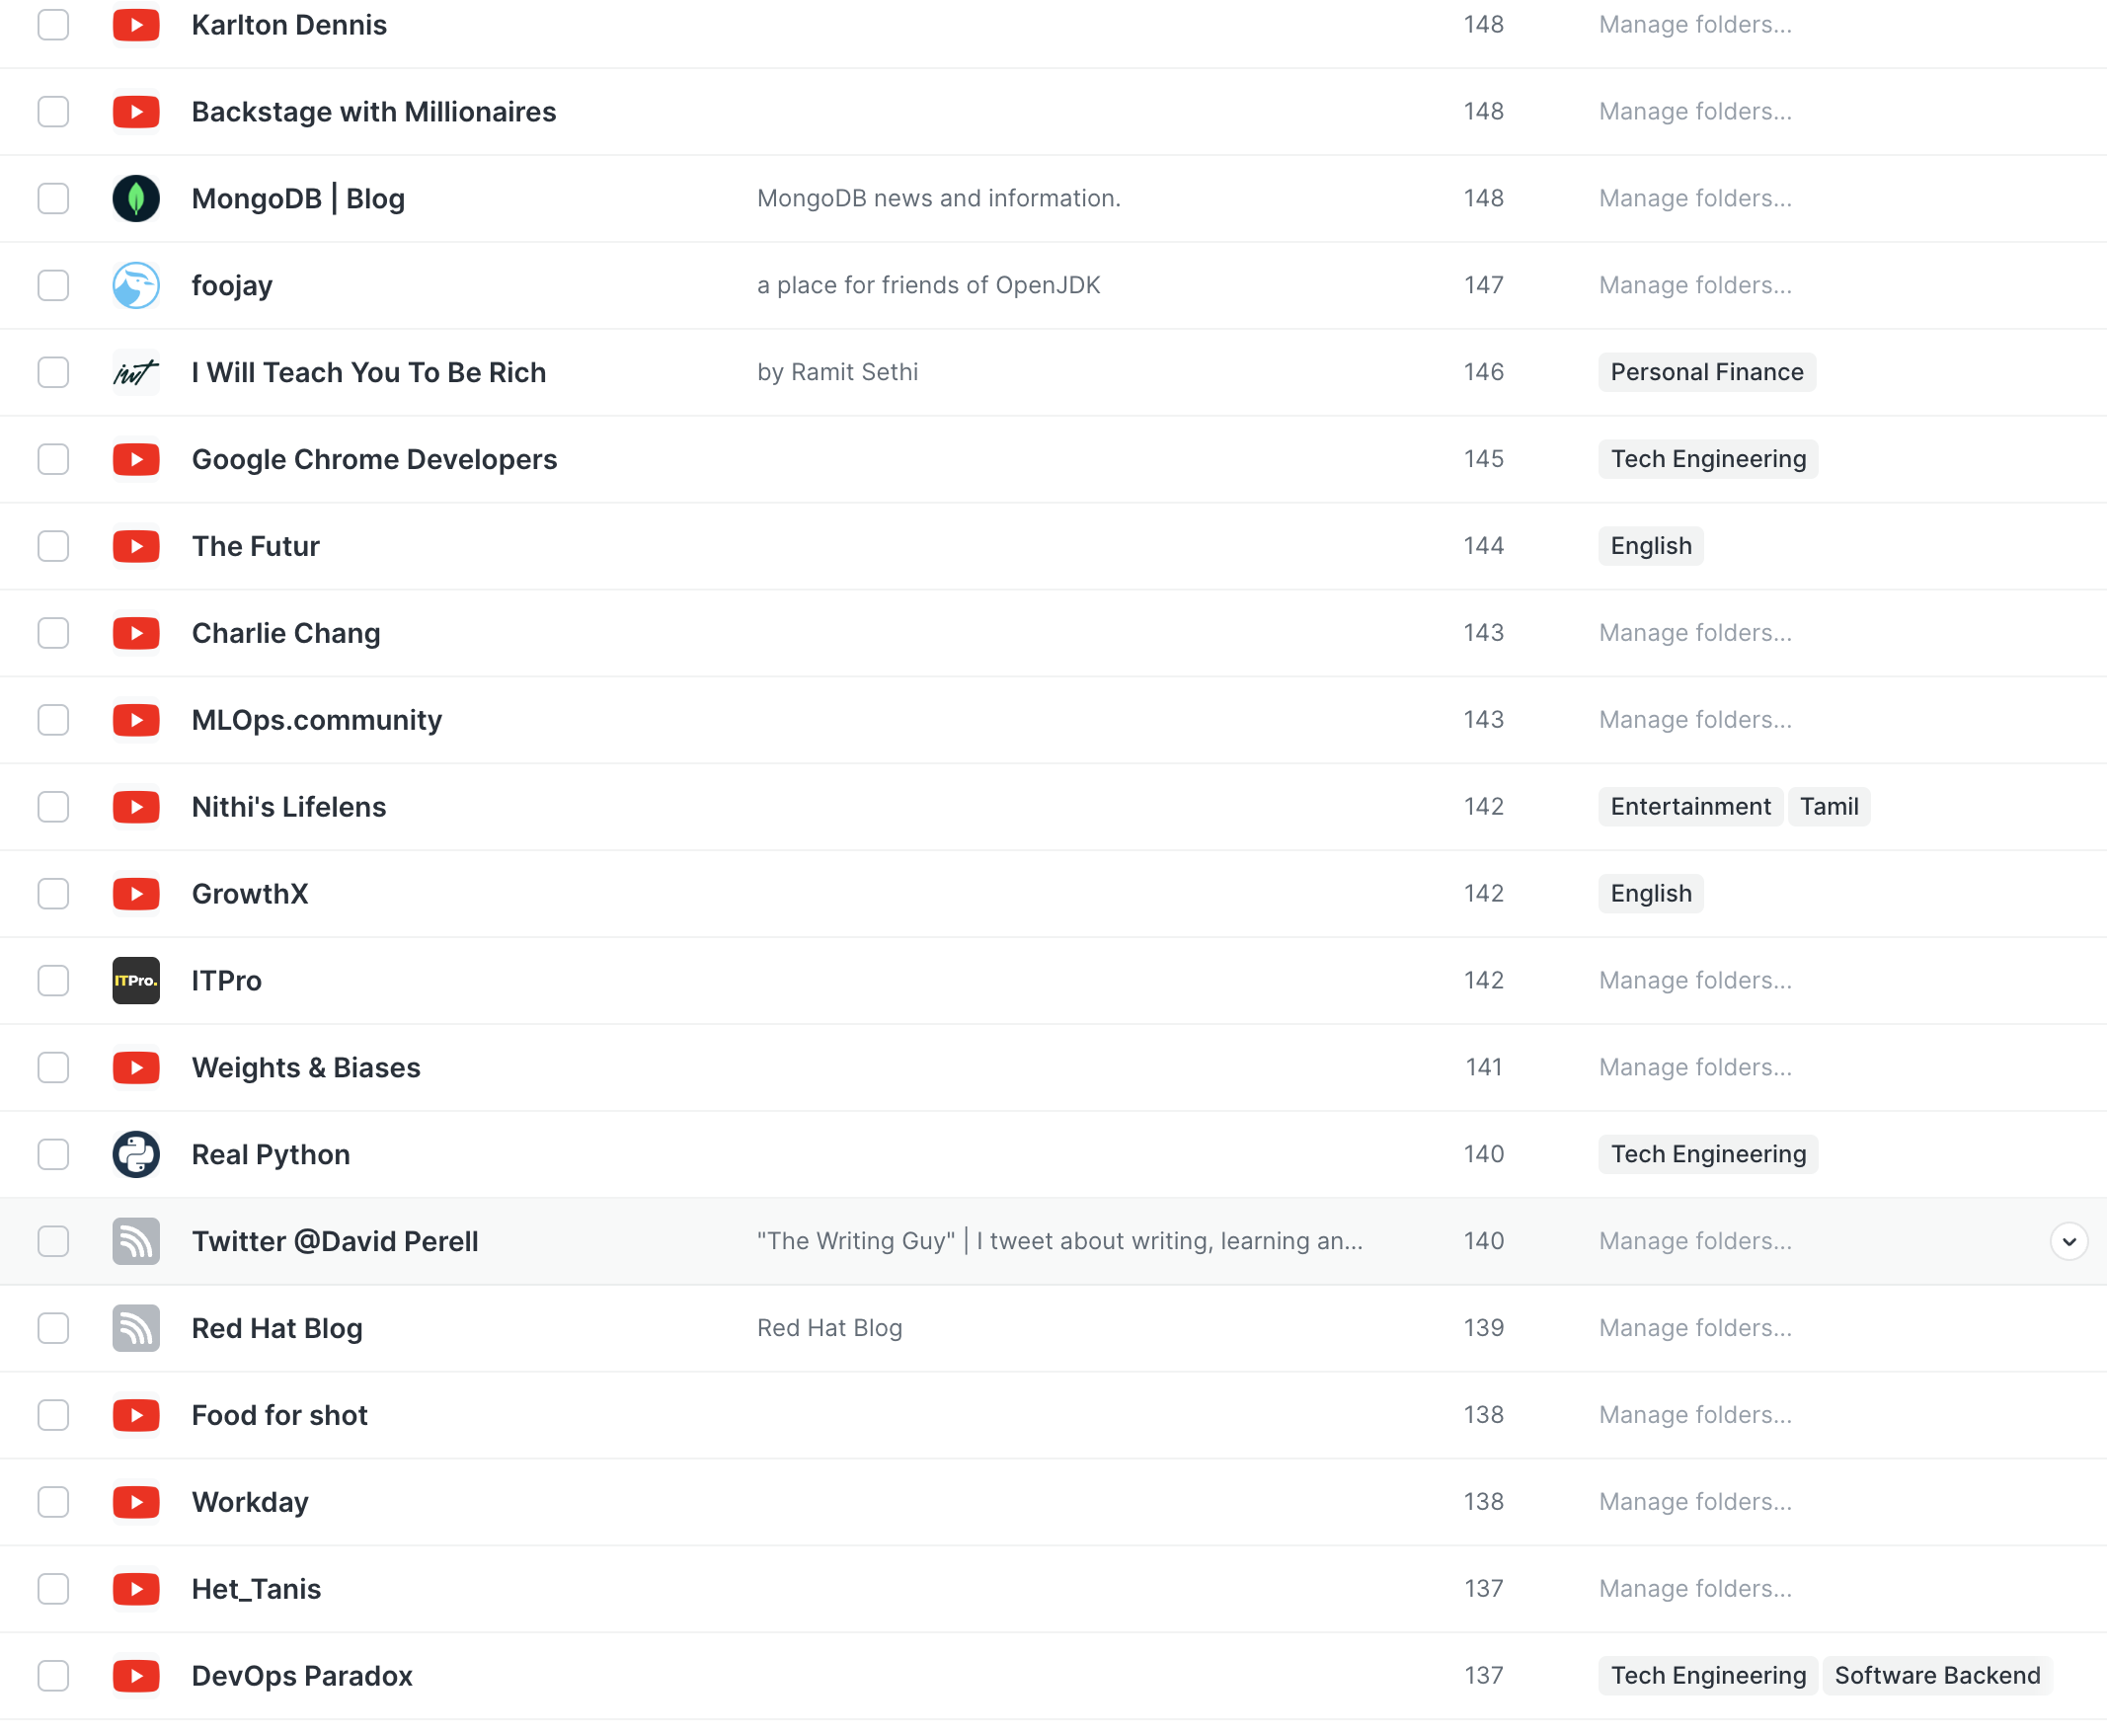 Karlton Dennis 148 Manage folders...
Backstage with Millionaires 148 Manage folders...
MongoDB | Blog MongoDB news and information. 148 Manage folders...
foojay a place for friends of OpenJDK 147 Manage folders...
iwt I Will Teach You To Be Rich by Ramit Sethi 146 Personal Finance
Google Chrome Developers 145 Tech Engineering
The Futur 144 English
Charlie Chang 143 Manage folders...
MLOps.community 143 Manage folders...
Nithi's Lifelens 142 Entertainment Tamil
GrowthX 142 English
ITPro. ITPro 142 Manage folders...
Weights & Biases 141 Manage folders...
Real Python 140 Tech Engineering
Twitter @David Perell "The Writing Guy" | I tweet about writing, learning an... 140 Manage folders...
Red Hat Blog Red Hat Blog 139 Manage folders...
Food for shot 138 Manage folders...
Workday 138 Manage folders...
Het_Tanis 137 Manage folders...
DevOps Paradox 137 Tech Engineering Software Backend